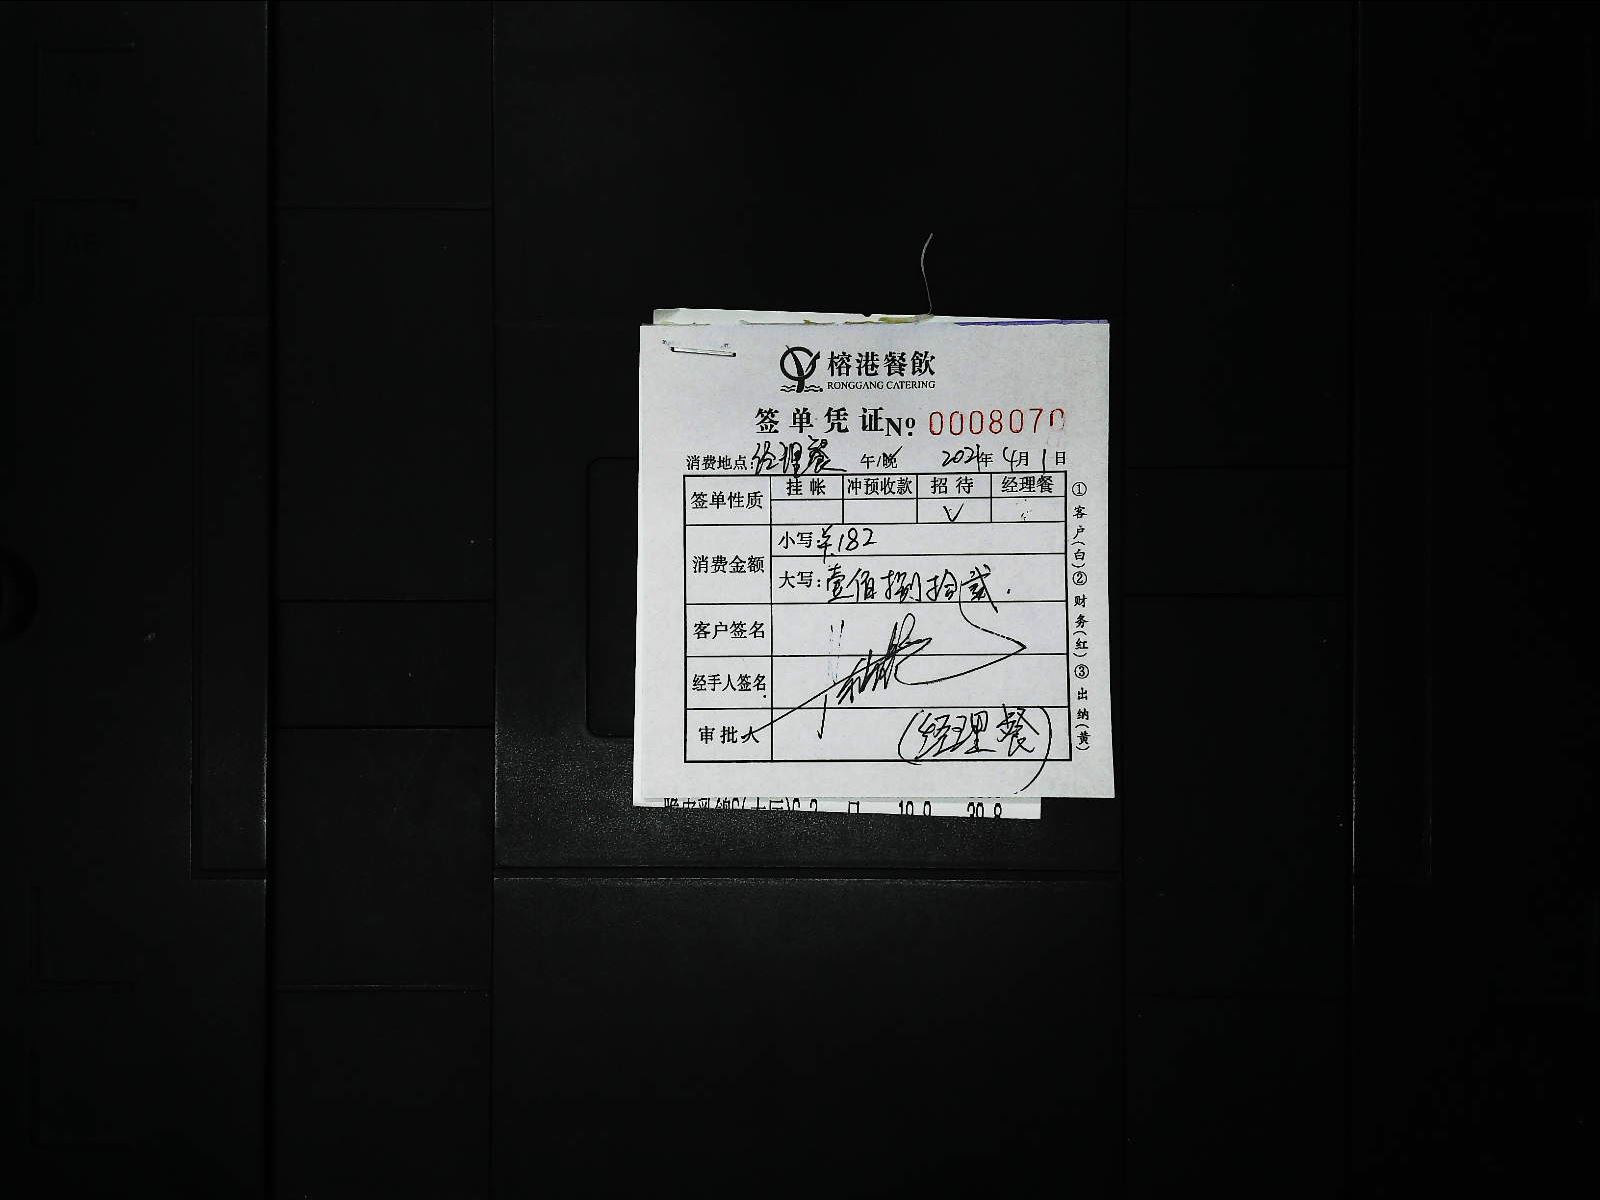 榕港餐飲
RONGGANG CATERING
签单凭证 No. 0008070
消费地点:经理餐 午/晚 2021年4月1日
签单性质 挂帐 冲预收款 招待 经理餐
V
消费金额 小写:¥182
大写:壹佰捌拾贰.
客户签名
经手人签名
审批人 (经理餐)
①客户(白)②财务(红)③出纳(黄)
19.9 39.8